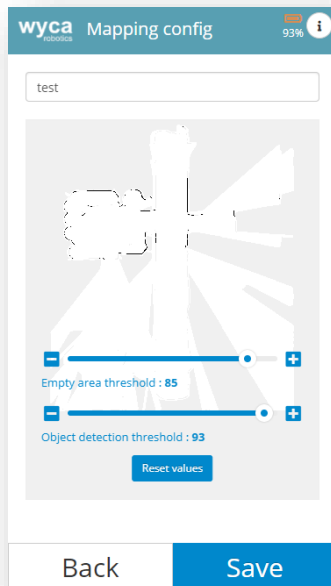 wyca
robotics
Mapping config
93%
i
test
Empty area threshold : 85
Object detection threshold : 93
Reset values
Back
Save